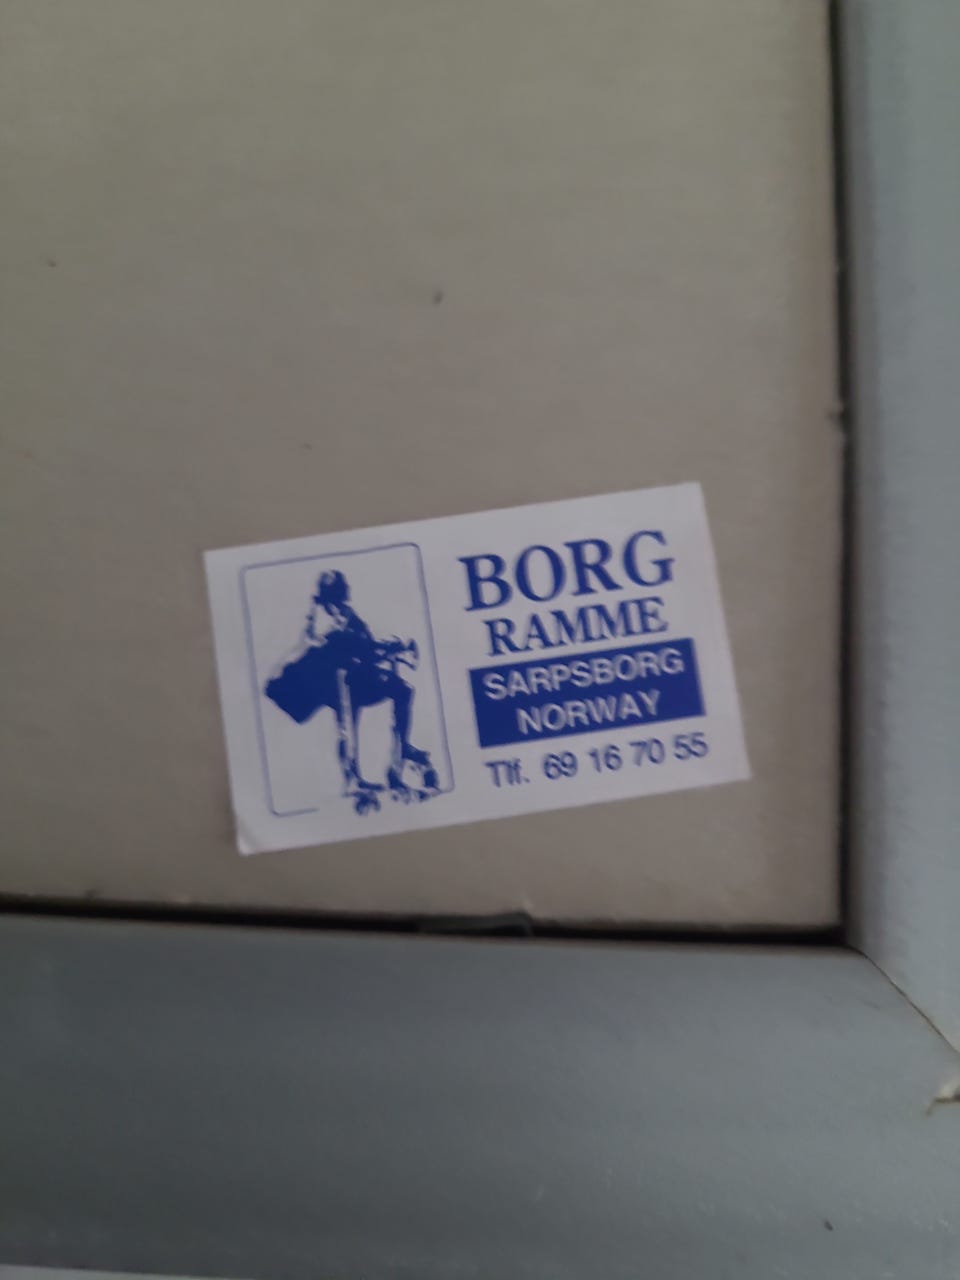 BORG
RAMME
SARPSBORG
NORWAY
Tlf. 69 16 70 55